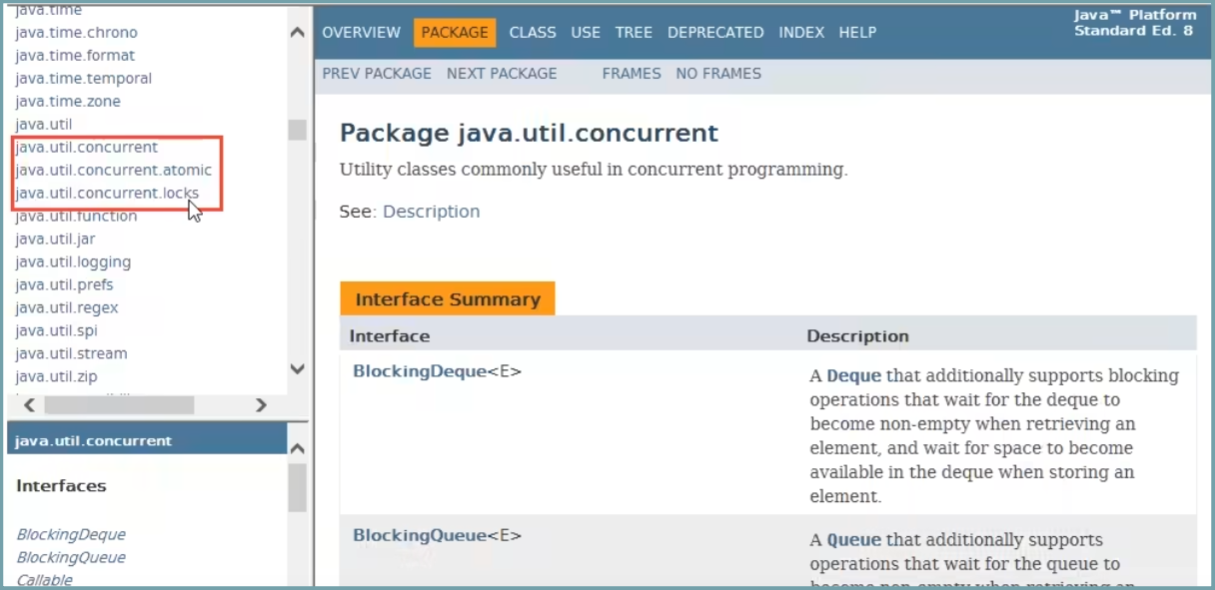 java.time
java.time.chrono
java.time.format
java.time.temporal
java.time.zone
java.util
java.util.concurrent
java.util.concurrent.atomic
java.util.concurrent.locks
java.util.function
java.util.jar
java.util.logging
java.util.prefs
java.util.regex
java.util.spi
java.util.stream
java.util.zip
java.util.concurrent
Interfaces
BlockingDeque
BlockingQueue
Callable
OVERVIEW PACKAGE CLASS USE TREE DEPRECATED INDEX HELP
Java™ Platform
Standard Ed. 8
PREV PACKAGE NEXT PACKAGE FRAMES NO FRAMES
Package java.util.concurrent
Utility classes commonly useful in concurrent programming.
See: Description
Interface Summary
Interface Description
BlockingDeque<E>
A Deque that additionally supports blocking
operations that wait for the deque to
become non-empty when retrieving an
element, and wait for space to become
available in the deque when storing an
element.
BlockingQueue<E>
A Queue that additionally supports
operations that wait for the queue to
become non-empty when retrieving an